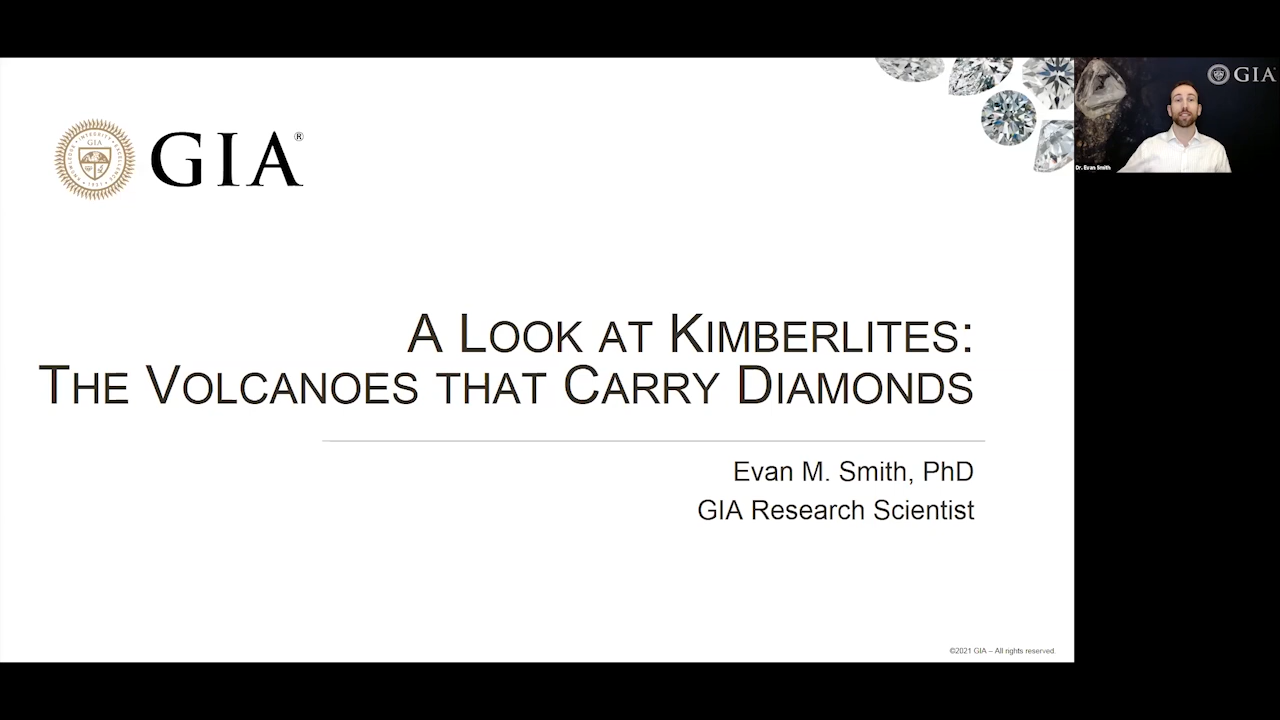 GIA®
GIA
A LOOK AT KIMBERLITES:
THE VOLCANOES THAT CARRY DIAMONDS
Evan M. Smith, PhD
GIA Research Scientist
©2021 GIA – All rights reserved.
GIA
Dr. Evan Smith